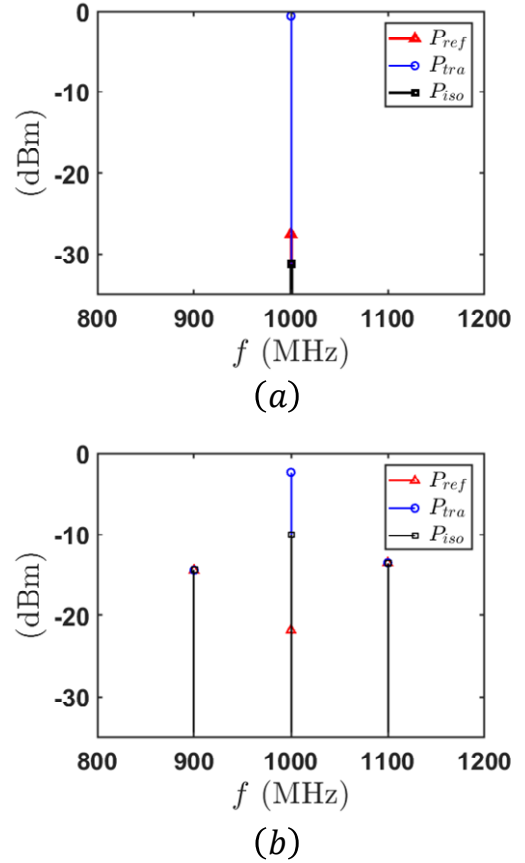 0
-10
-20
-30
(dBm)
P_ref
P_tra
P_iso
800 900 1000 1100 1200
f (MHz)
(a)
0
-10
-20
-30
(dBm)
P_ref
P_tra
P_iso
800 900 1000 1100 1200
f (MHz)
(b)